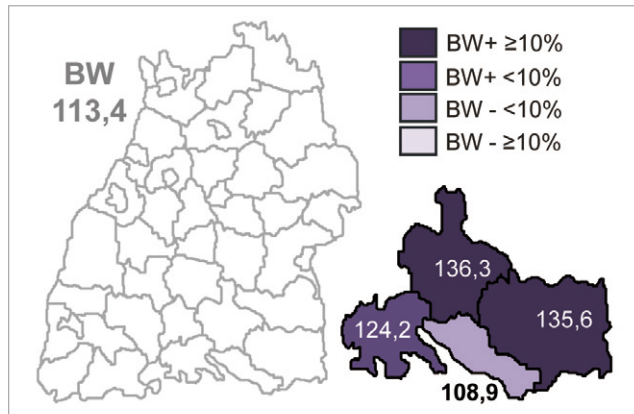 BW
113,4
BW+ ≥10%
BW+ <10%
BW - <10%
BW - ≥10%
136,3
135,6
124,2
108,9